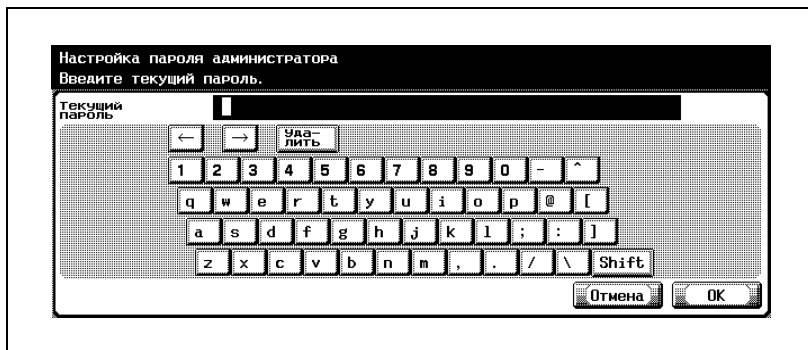 Настройка пароля администратора
Введите текущий пароль.
Текущий
пароль
← → Уда-
лить
1 2 3 4 5 6 7 8 9 0 - ^
q w e r t y u i o p @ [
a s d f g h j k l ; : ]
z x c v b n m , . / \ Shift
Отмена OK